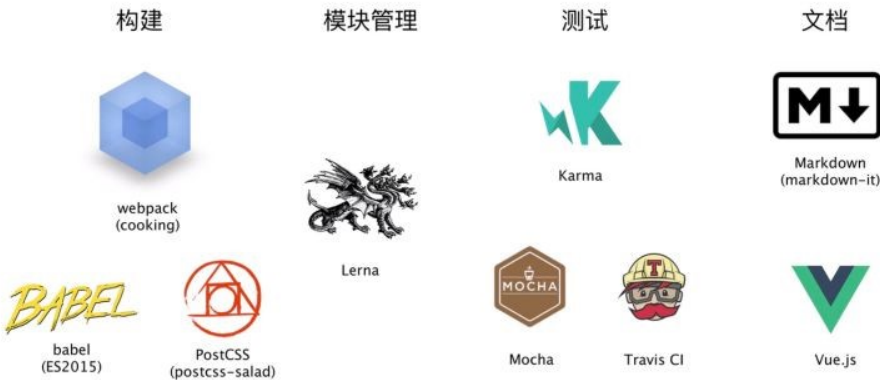 构建
模块管理
测试
文档
webpack
(cooking)
BABEL
babel
(ES2015)
PostCSS
(postcss-salad)
Lerna
Karma
MOCHA
Mocha
T
Travis CI
M
Markdown
(markdown-it)
Vue.js